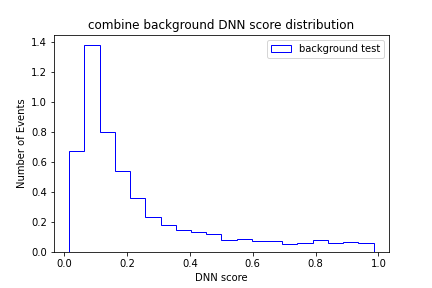 combine background DNN score distribution
background test
Number of Events
1.4
1.2
1.0
0.8
0.6
0.4
0.2
0.0
0.0 0.2 0.4 0.6 0.8 1.0
DNN score